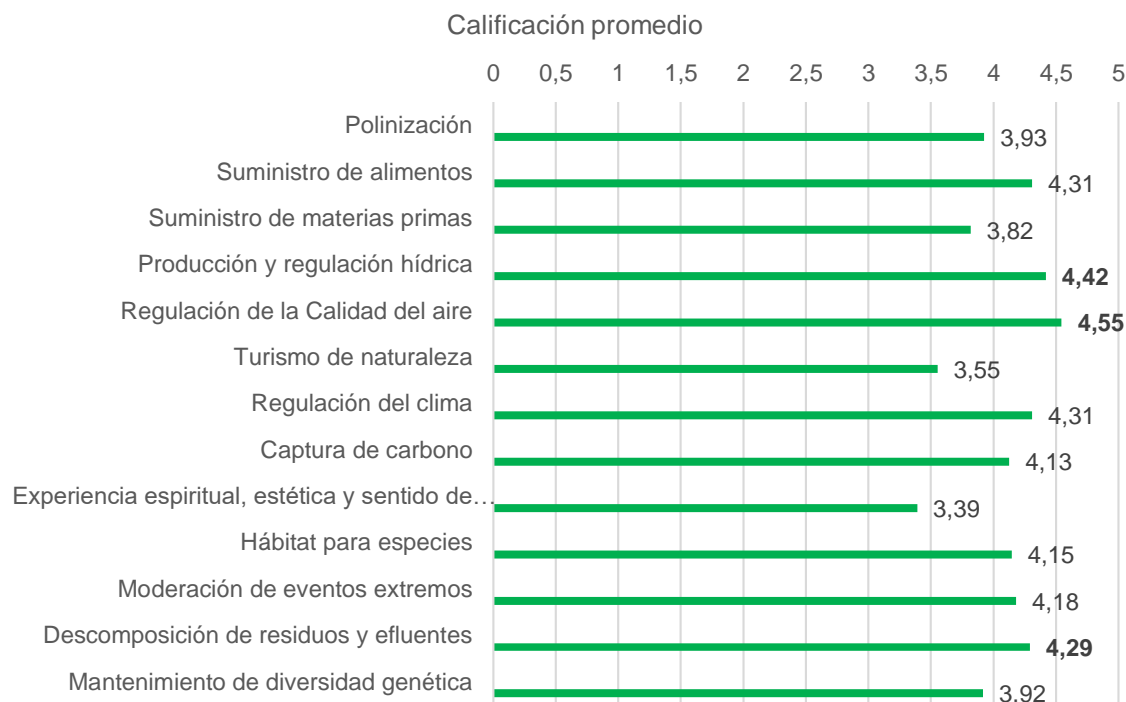 Calificación promedio
0 0,5 1 1,5 2 2,5 3 3,5 4 4,5 5
Polinización 3,93
Suministro de alimentos 4,31
Suministro de materias primas 3,82
Producción y regulación hídrica 4,42
Regulación de la Calidad del aire 4,55
Turismo de naturaleza 3,55
Regulación del clima 4,31
Captura de carbono 4,13
Experiencia espiritual, estética y sentido de… 3,39
Hábitat para especies 4,15
Moderación de eventos extremos 4,18
Descomposición de residuos y efluentes 4,29
Mantenimiento de diversidad genética 3,92